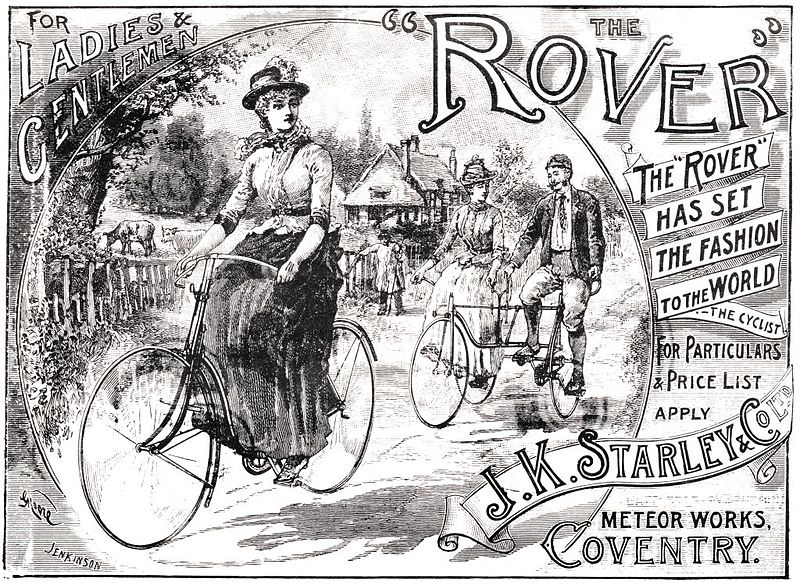 FOR
LADIES &
GENTLEMEN
"THE
ROVER"
THE "ROVER"
HAS SET
THE FASHION
TO THE WORLD
—THE CYCLIST
FOR PARTICULARS
& PRICE LIST
APPLY
J.K. STARLEY & CO LTD
METEOR WORKS,
COVENTRY.
JENKINSON